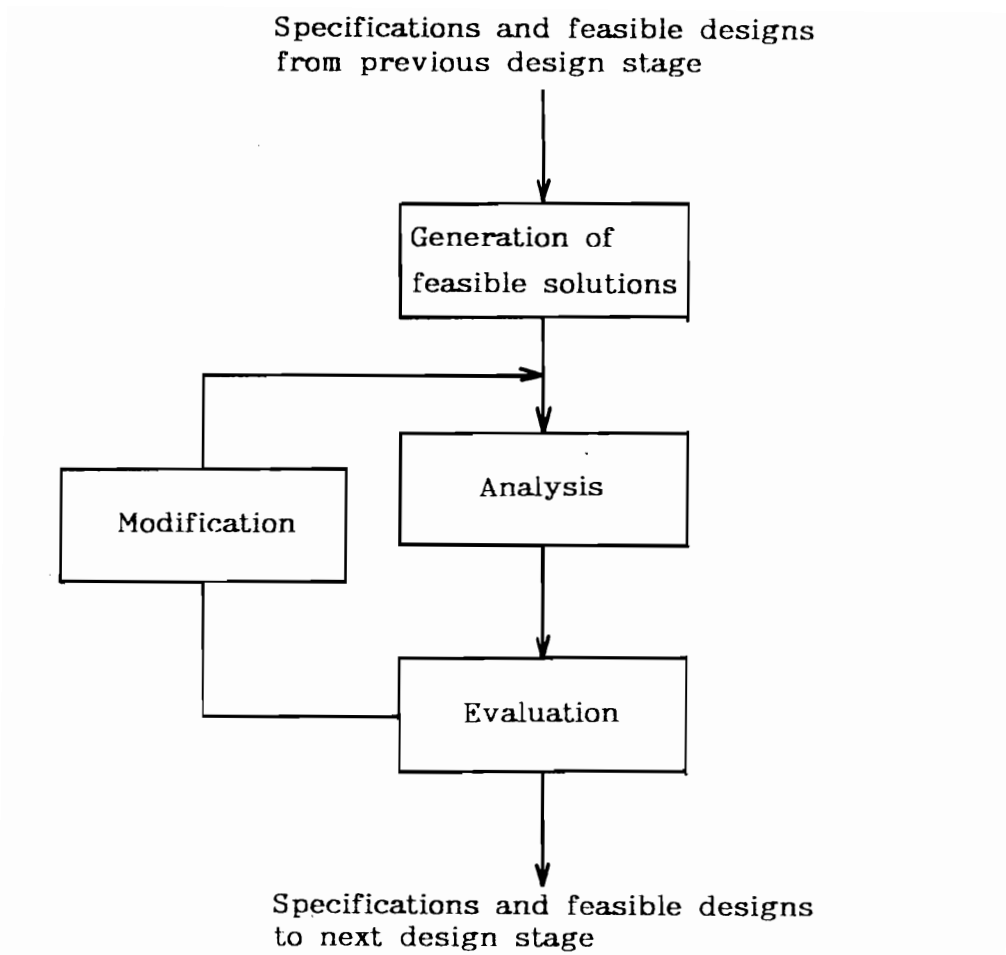 Specifications and feasible designs
from previous design stage
Generation of
feasible solutions
Analysis
Modification
Evaluation
Specifications and feasible designs
to next design stage